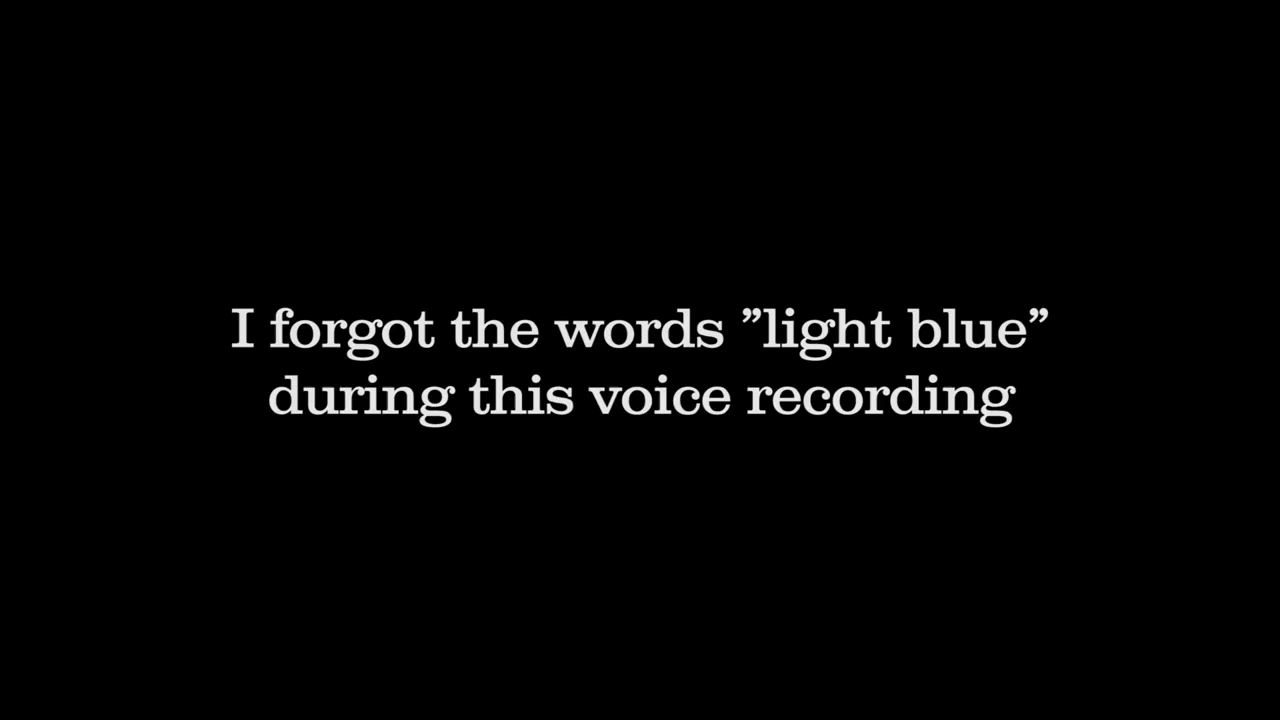 I forgot the words ”light blue”
during this voice recording